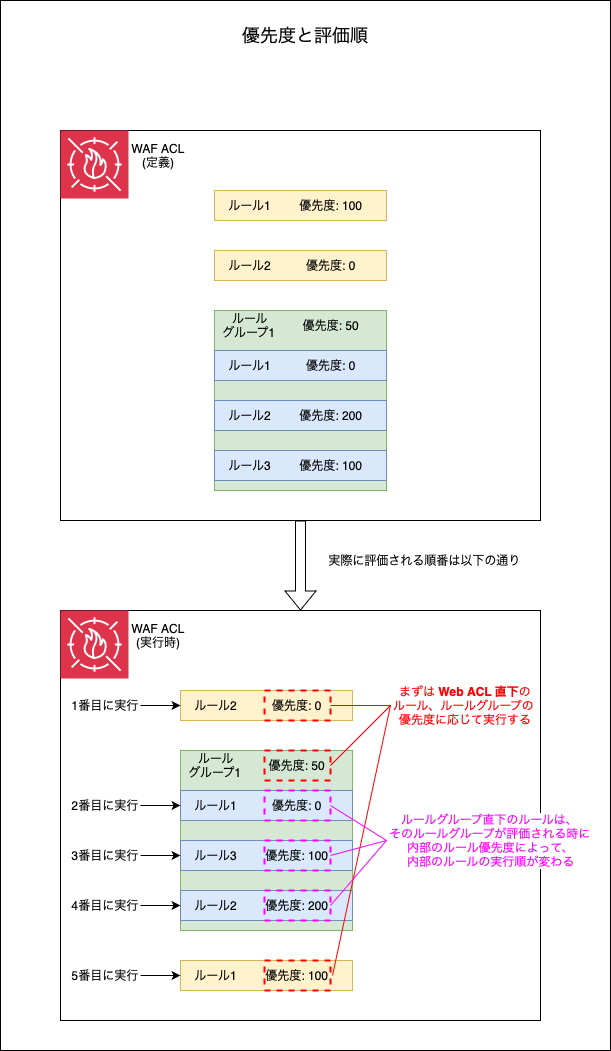 優先度と評価順
WAF ACL
(定義)
ルール1 優先度: 100
ルール2 優先度: 0
ルール
グループ1 優先度: 50
ルール1 優先度: 0
ルール2 優先度: 200
ルール3 優先度: 100
実際に評価される順番は以下の通り
WAF ACL
(実行時)
1番目に実行 ルール2 優先度: 0
まずは Web ACL 直下の
ルール、ルールグループの
優先度に応じて実行する
ルール
グループ1 優先度: 50
2番目に実行 ルール1 優先度: 0
ルールグループ直下のルールは、
そのルールグループが評価される時に
内部のルール優先度によって、
内部のルールの実行順が変わる
3番目に実行 ルール3 優先度: 100
4番目に実行 ルール2 優先度: 200
5番目に実行 ルール1 優先度: 100